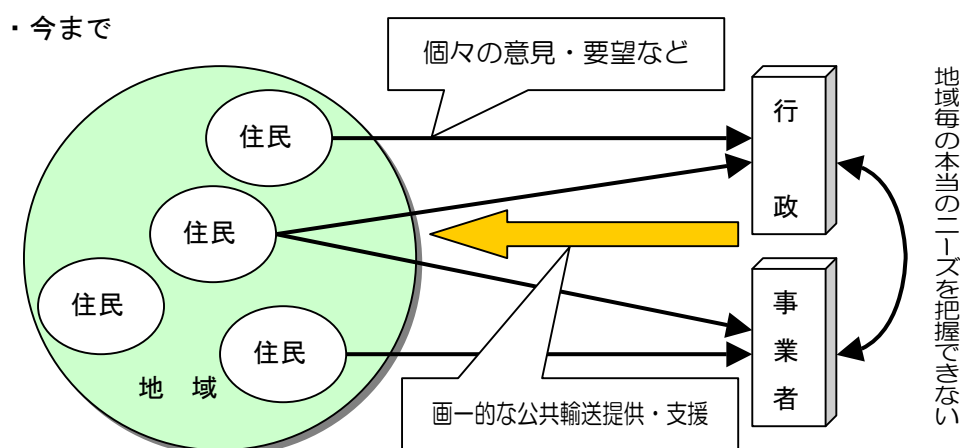 ・今まで
個々の意見・要望など
住民
住民
住民
住民
地域
行政
事業者
画一的な公共輸送提供・支援
地域毎の本当のニーズを把握できない